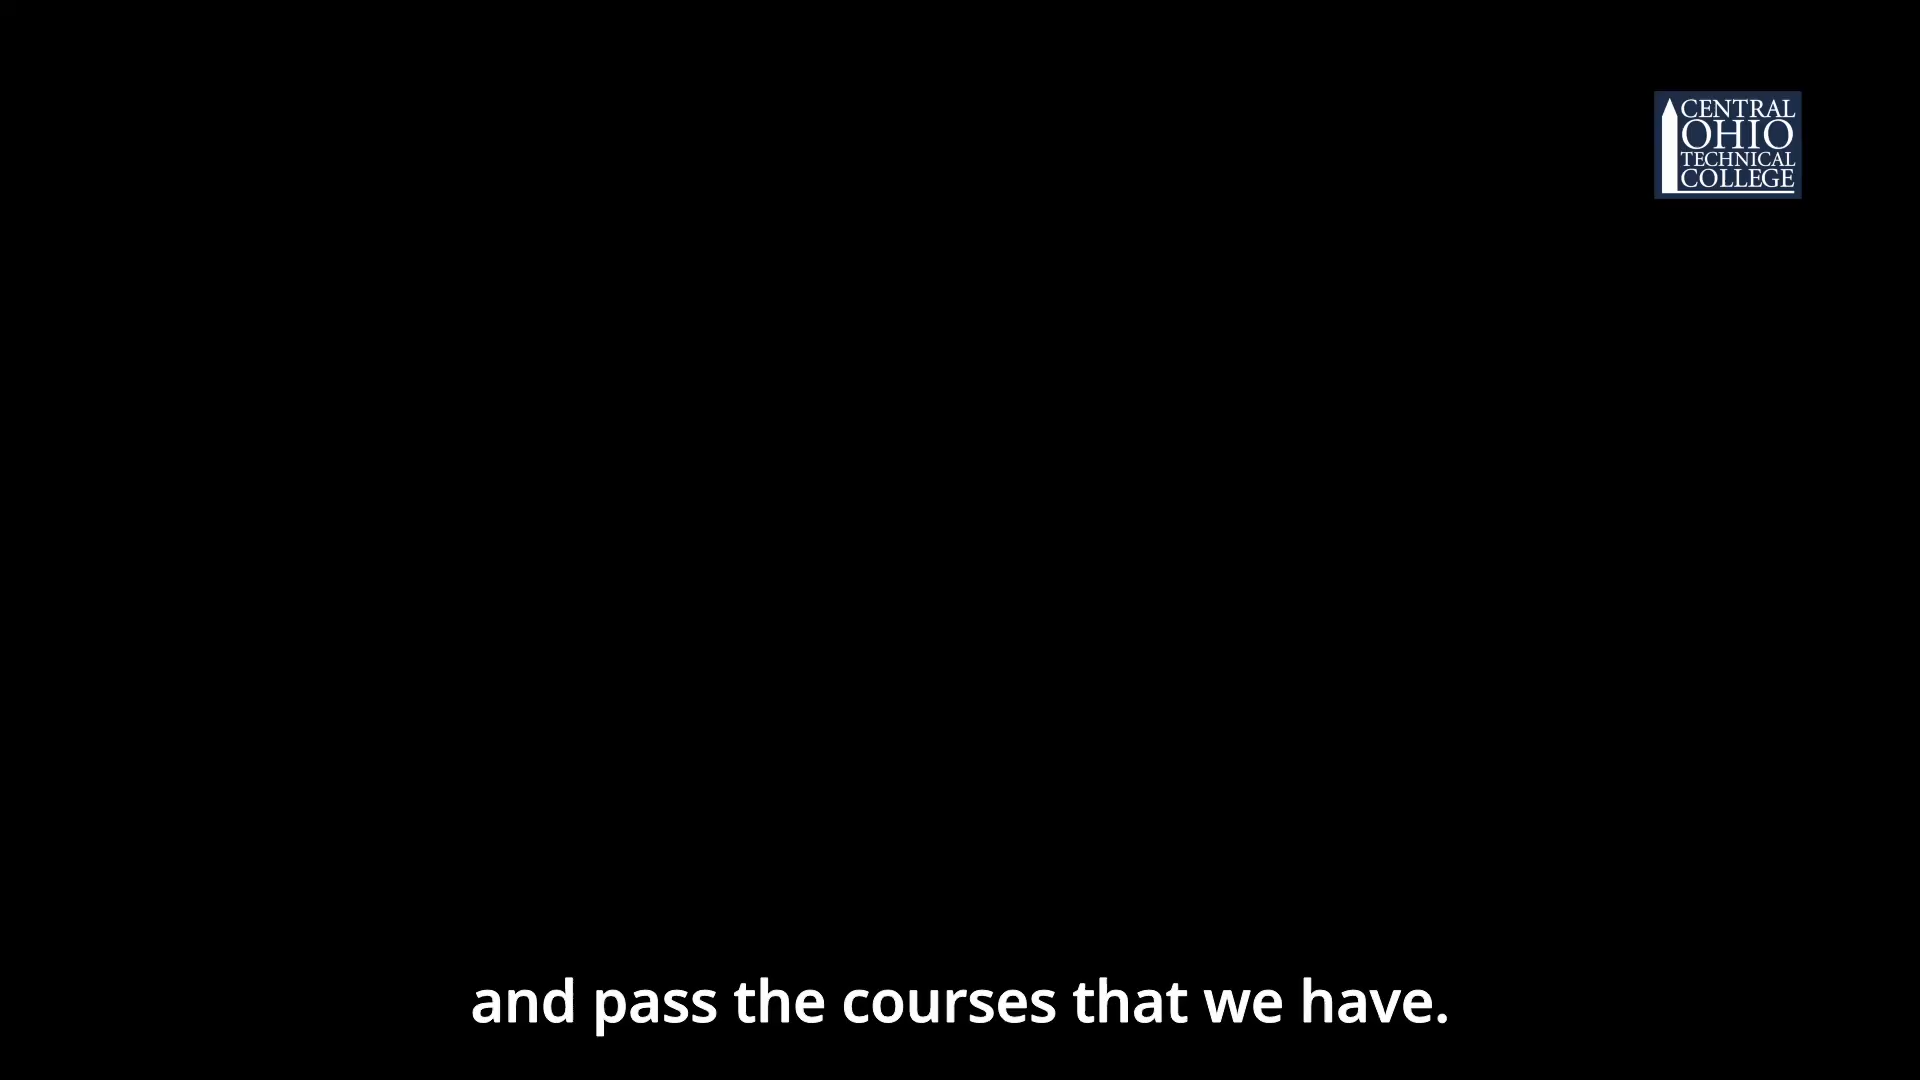 CENTRAL
OHIO
TECHNICAL
COLLEGE
and pass the courses that we have.